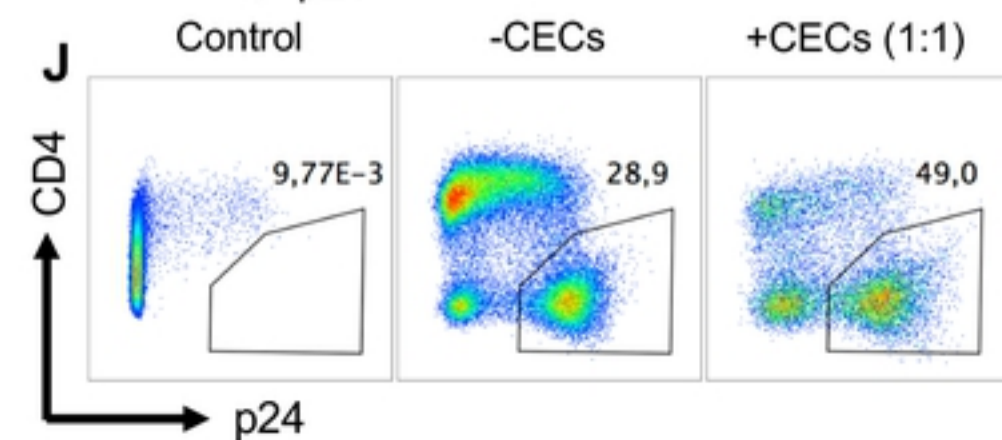 Control -CECs +CECs (1:1)
J
CD4
9,77E-3 28,9 49,0
p24